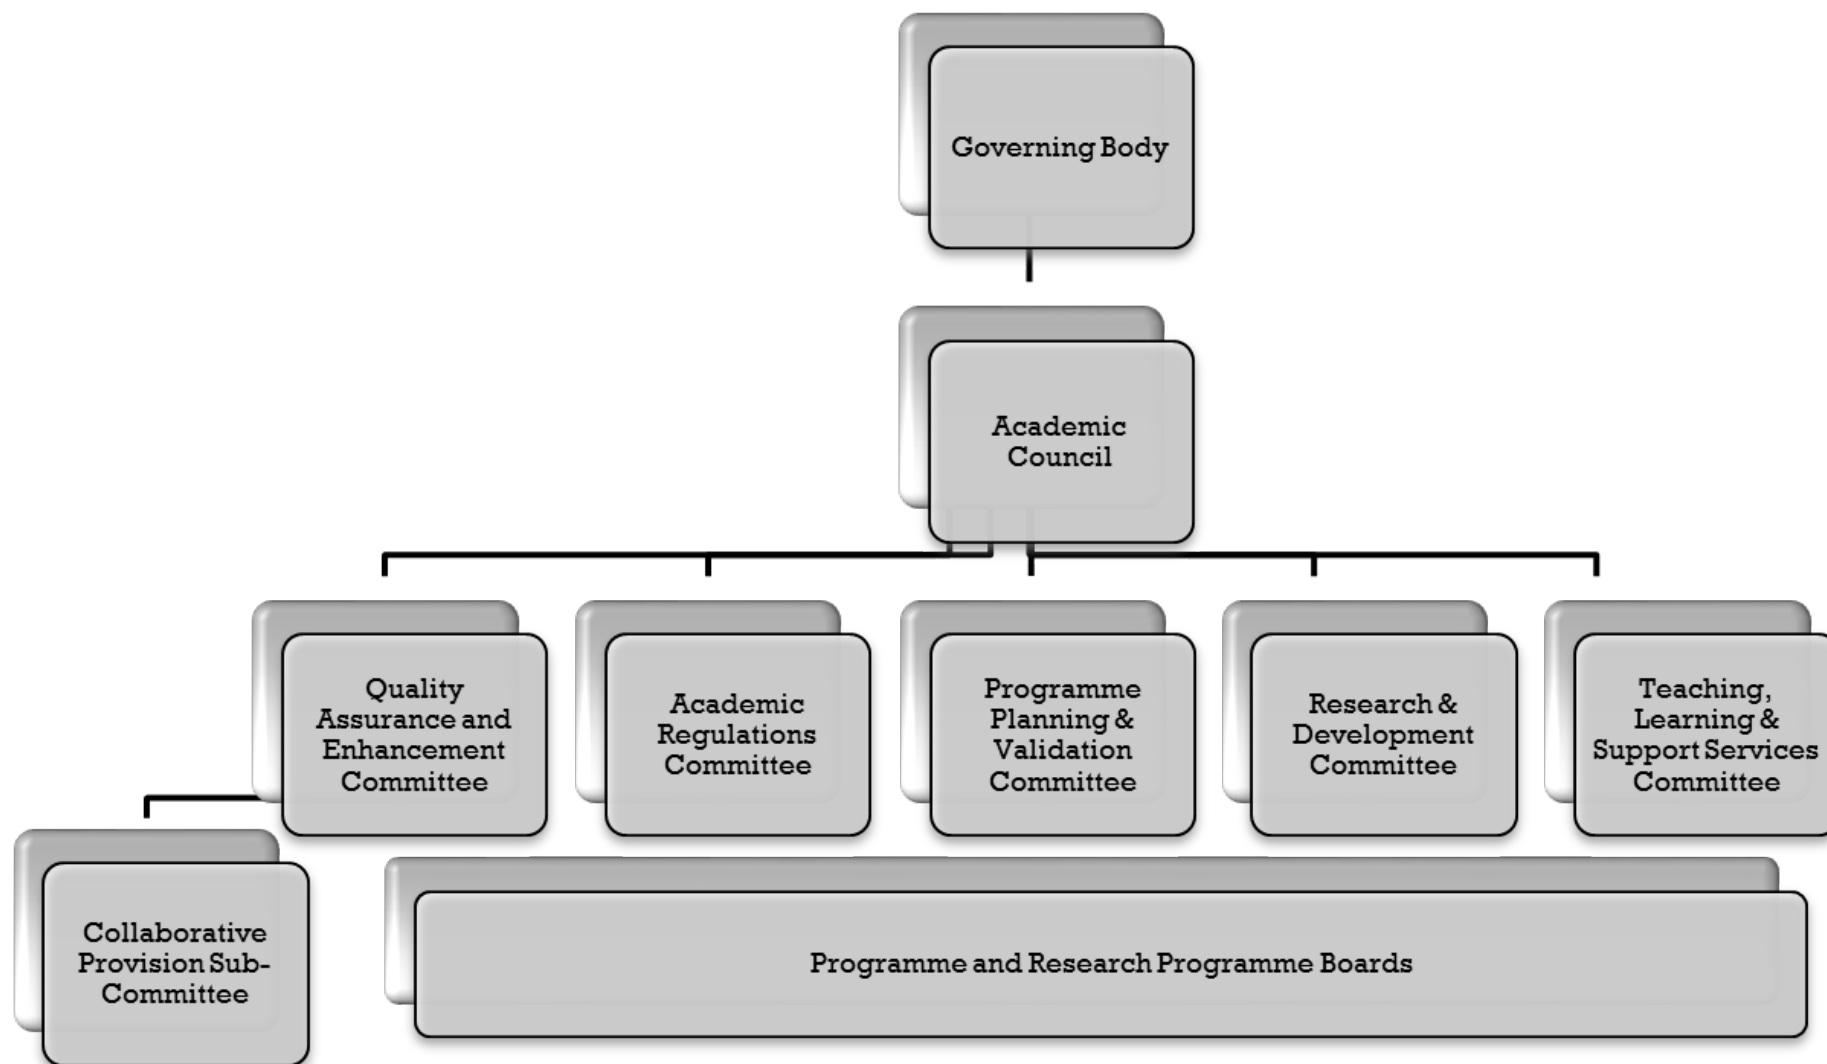 Governing Body
Academic
Council
Quality
Assurance and
Enhancement
Committee
Academic
Regulations
Committee
Programme
Planning &
Validation
Committee
Research &
Development
Committee
Teaching,
Learning &
Support Services
Committee
Collaborative
Provision Sub-
Committee
Programme and Research Programme Boards